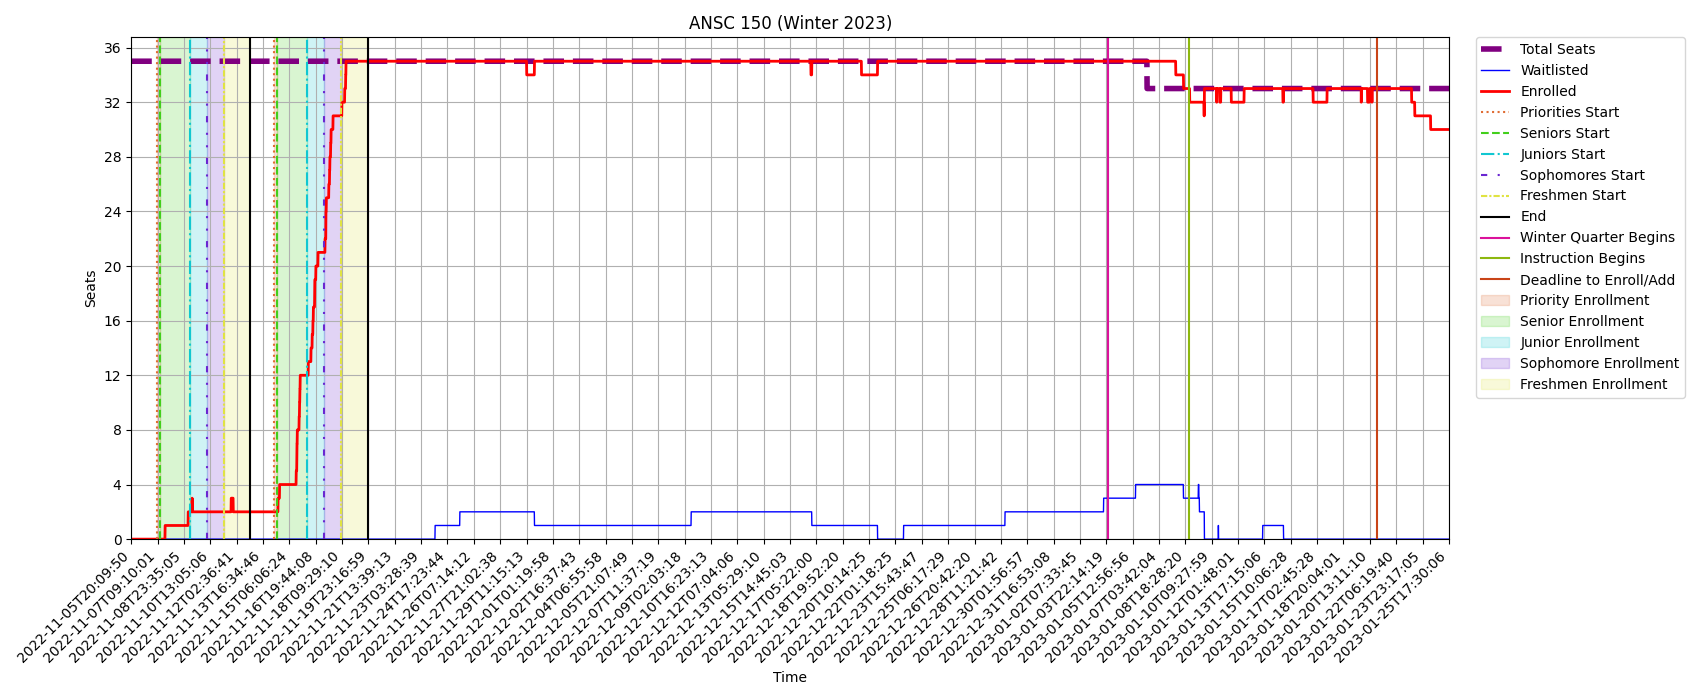 ANSC 150 (Winter 2023)
36
32
28
24
20
16
12
8
4
0
Seats
2022-11-05T20:09:50
2022-11-07T09:10:01
2022-11-08T23:35:05
2022-11-10T13:05:06
2022-11-12T02:36:41
2022-11-13T16:34:46
2022-11-15T06:06:24
2022-11-16T19:44:08
2022-11-18T09:29:10
2022-11-19T23:16:59
2022-11-21T13:39:13
2022-11-23T03:28:39
2022-11-24T17:23:44
2022-11-26T07:14:12
2022-11-27T21:02:38
2022-11-29T11:15:13
2022-12-01T01:19:58
2022-12-02T16:37:43
2022-12-04T06:55:58
2022-12-05T21:07:49
2022-12-07T11:37:19
2022-12-09T02:03:18
2022-12-10T16:23:13
2022-12-12T07:04:06
2022-12-13T05:29:10
2022-12-15T14:45:03
2022-12-17T05:22:00
2022-12-18T19:52:20
2022-12-20T10:14:25
2022-12-22T01:18:25
2022-12-23T15:43:47
2022-12-25T06:17:29
2022-12-26T20:42:20
2022-12-28T11:21:42
2022-12-30T01:56:57
2022-12-31T16:53:08
2023-01-02T07:33:45
2023-01-03T22:14:19
2023-01-05T12:56:56
2023-01-07T03:42:04
2023-01-08T18:28:20
2023-01-10T09:27:59
2023-01-12T01:48:01
2023-01-13T17:15:06
2023-01-15T10:06:28
2023-01-17T02:45:28
2023-01-18T20:04:01
2023-01-20T13:11:10
2023-01-22T06:19:40
2023-01-23T23:17:05
2023-01-25T17:30:06
Time
Total Seats
Waitlisted
Enrolled
Priorities Start
Seniors Start
Juniors Start
Sophomores Start
Freshmen Start
End
Winter Quarter Begins
Instruction Begins
Deadline to Enroll/Add
Priority Enrollment
Senior Enrollment
Junior Enrollment
Sophomore Enrollment
Freshmen Enrollment